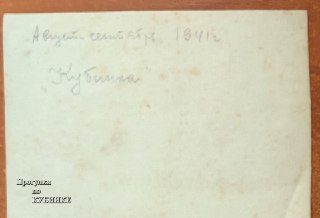 Август-сентябрь 1941г
"Кубинка"
Прогулки
по
КУБИНКЕ